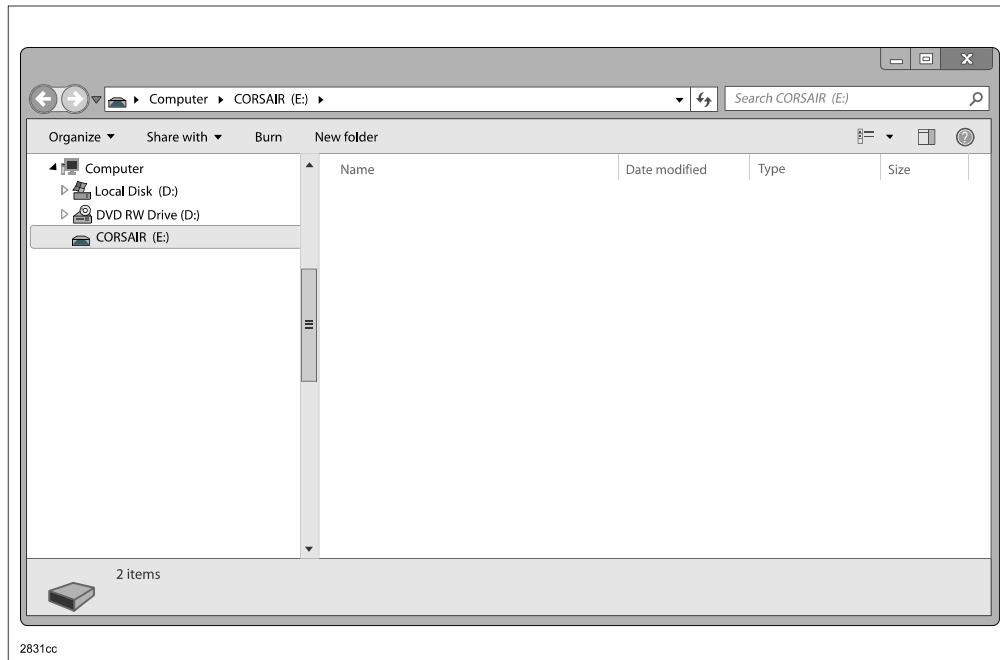 Computer CORSAIR (E:)
Search CORSAIR (E:)
Organize Share with Burn New folder
Computer
Local Disk (D:)
DVD RW Drive (D:)
CORSAIR (E:)
Name Date modified Type Size
2 items
2831cc